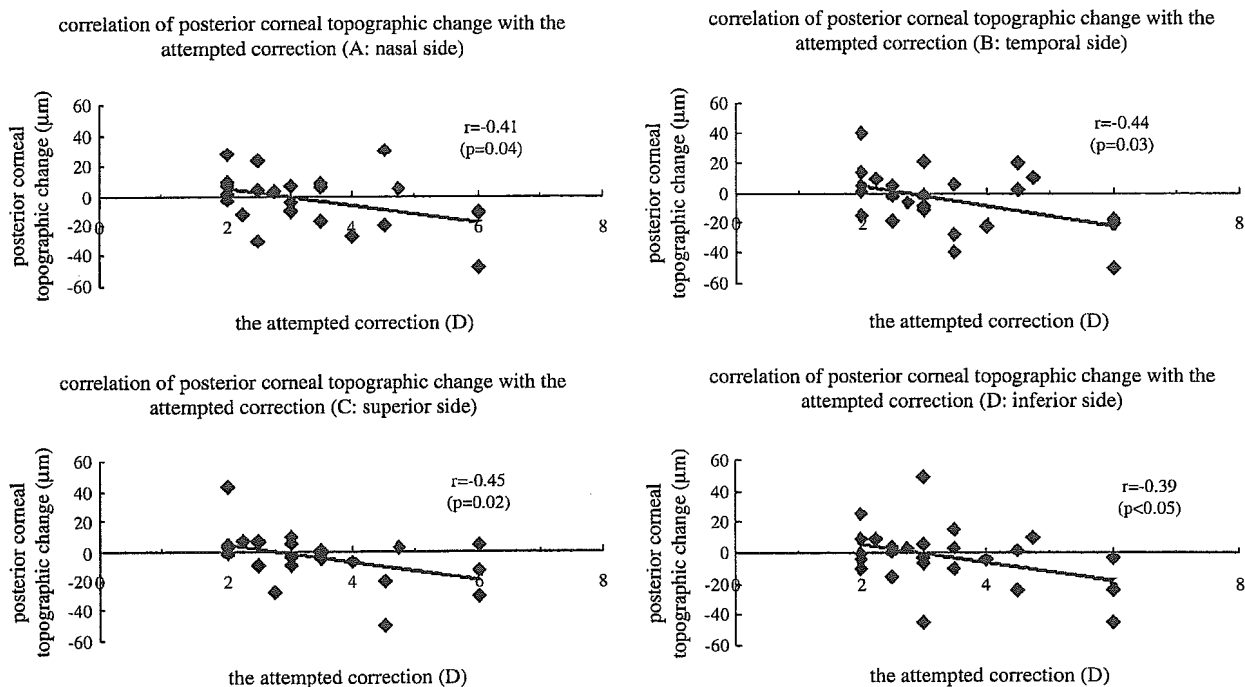 correlation of posterior corneal topographic change with the
attempted correction (A: nasal side)
posterior corneal
topographic change (μm)
60
40
20
0
-20
-40
-60
r=-0.41
(p=0.04)
0
2
4
6
8
the attempted correction (D)
correlation of posterior corneal topographic change with the
attempted correction (B: temporal side)
posterior corneal
topographic change (μm)
60
40
20
0
-20
-40
-60
r=-0.44
(p=0.03)
0
2
4
6
8
the attempted correction (D)
correlation of posterior corneal topographic change with the
attempted correction (C: superior side)
posterior corneal
topographic change (μm)
60
40
20
0
-20
-40
-60
r=-0.45
(p=0.02)
0
2
4
6
8
the attempted correction (D)
correlation of posterior corneal topographic change with the
attempted correction (D: inferior side)
posterior corneal
topographic change (μm)
60
40
20
0
-20
-40
-60
r=-0.39
(p<0.05)
0
2
4
6
8
the attempted correction (D)